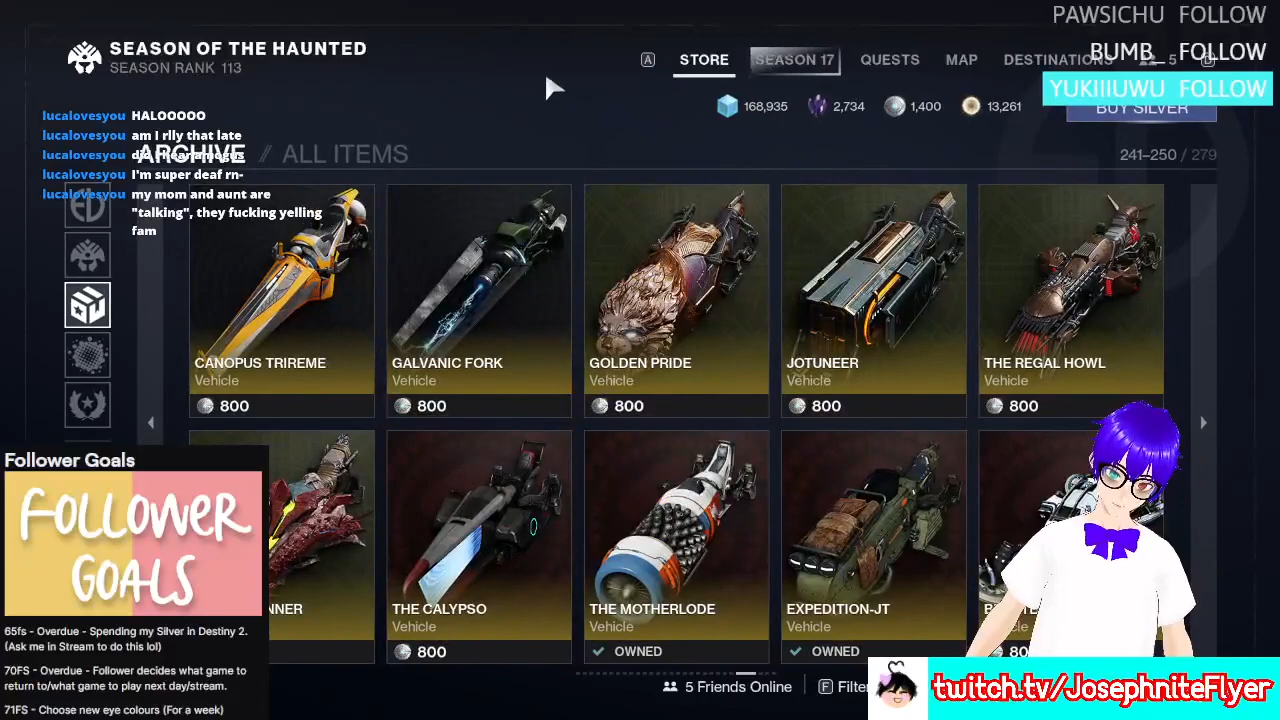 PAWSICHU FOLLOW
BUMB_ FOLLOW
YUKIIIUWU FOLLOW
SEASON OF THE HAUNTED
SEASON RANK 113
A STORE SEASON 17 QUESTS MAP DESTINATIONS 5 D
168,935 2,734 1,400 13,261
BUY SILVER
lucalovesyou HALOOOOO
lucalovesyou am I rlly that late
lucalovesyou
lucalovesyou I'm super deaf rn-
lucalovesyou my mom and aunt are
"talking", they fucking yelling
fam
ARCHIVE // ALL ITEMS
241–250 / 279
CANOPUS TRIREME
Vehicle
800
GALVANIC FORK
Vehicle
800
GOLDEN PRIDE
Vehicle
800
JOTUNEER
Vehicle
800
THE REGAL HOWL
Vehicle
800
NNER
THE CALYPSO
Vehicle
800
THE MOTHERLODE
Vehicle
OWNED
EXPEDITION-JT
Vehicle
OWNED
80
5 Friends Online
F Filter
Follower Goals
FOLLOWER
GOALS
65fs - Overdue - Spending my Silver in Destiny 2.
(Ask me in Stream to do this lol)
70FS - Overdue - Follower decides what game to
return to/what game to play next day/stream.
71FS - Choose new eye colours (For a week)
twitch.tv/JosephniteFlyer